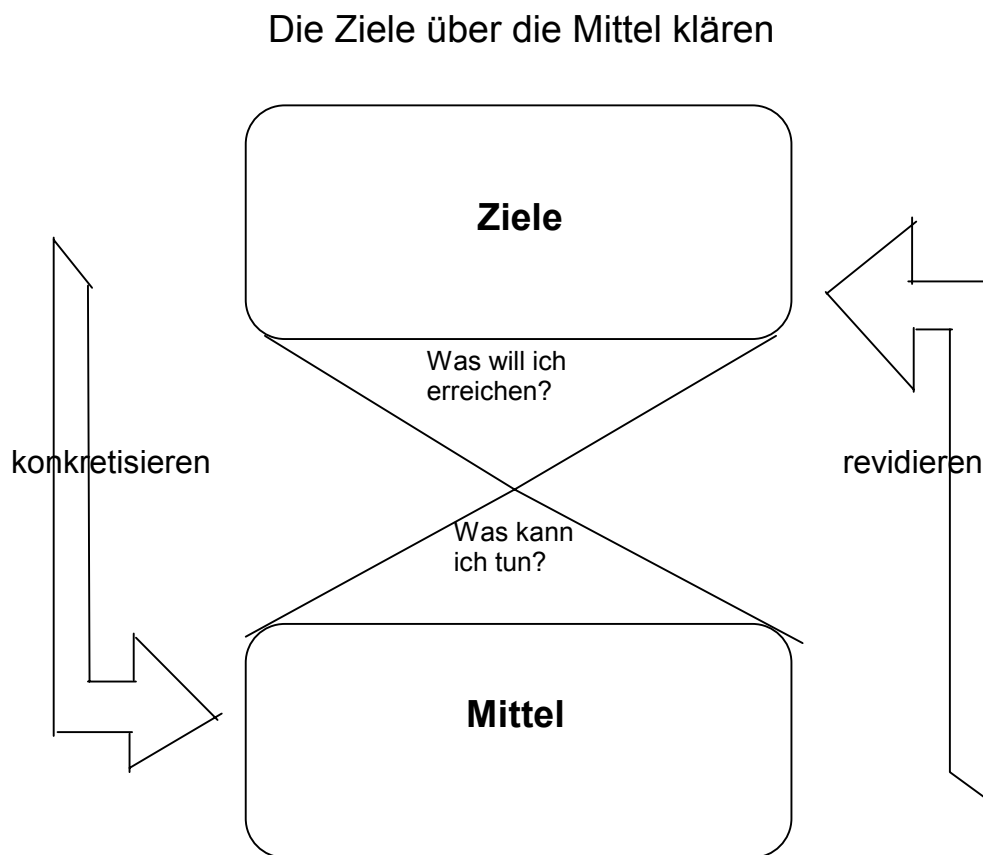 Die Ziele über die Mittel klären
Ziele
Was will ich
erreichen?
konkretisieren
revidieren
Was kann
ich tun?
Mittel